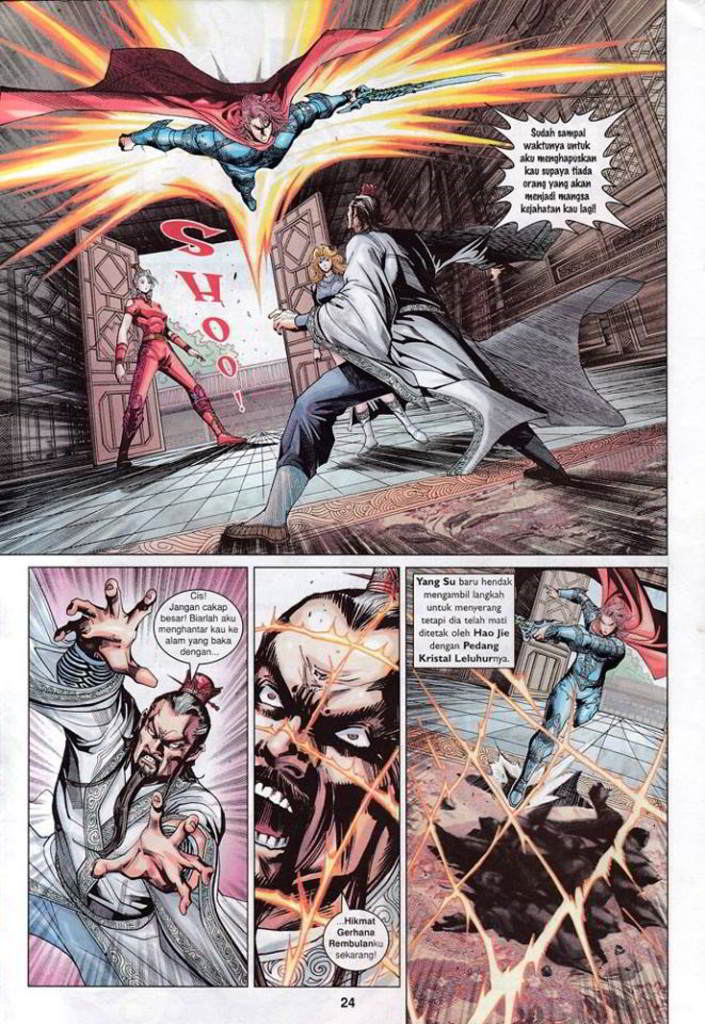 Sudah sampai
waktunya untuk
aku menghapuskan
kau supaya tiada
orang yang akan
menjadi mangsa
kejahatan kau lagi!
SHOO!
Cis!
Jangan cakap
besar! Biarlah aku
menghantar kau ke
alam yang baka
dengan...
...Hikmat
Gerhana
Rembulanku
sekarang!
Yang Su baru hendak
mengambil langkah
untuk menyerang
tetapi dia telah mati
ditetak oleh Hao Jie
dengan Pedang
Kristal Leluhurnya.
24